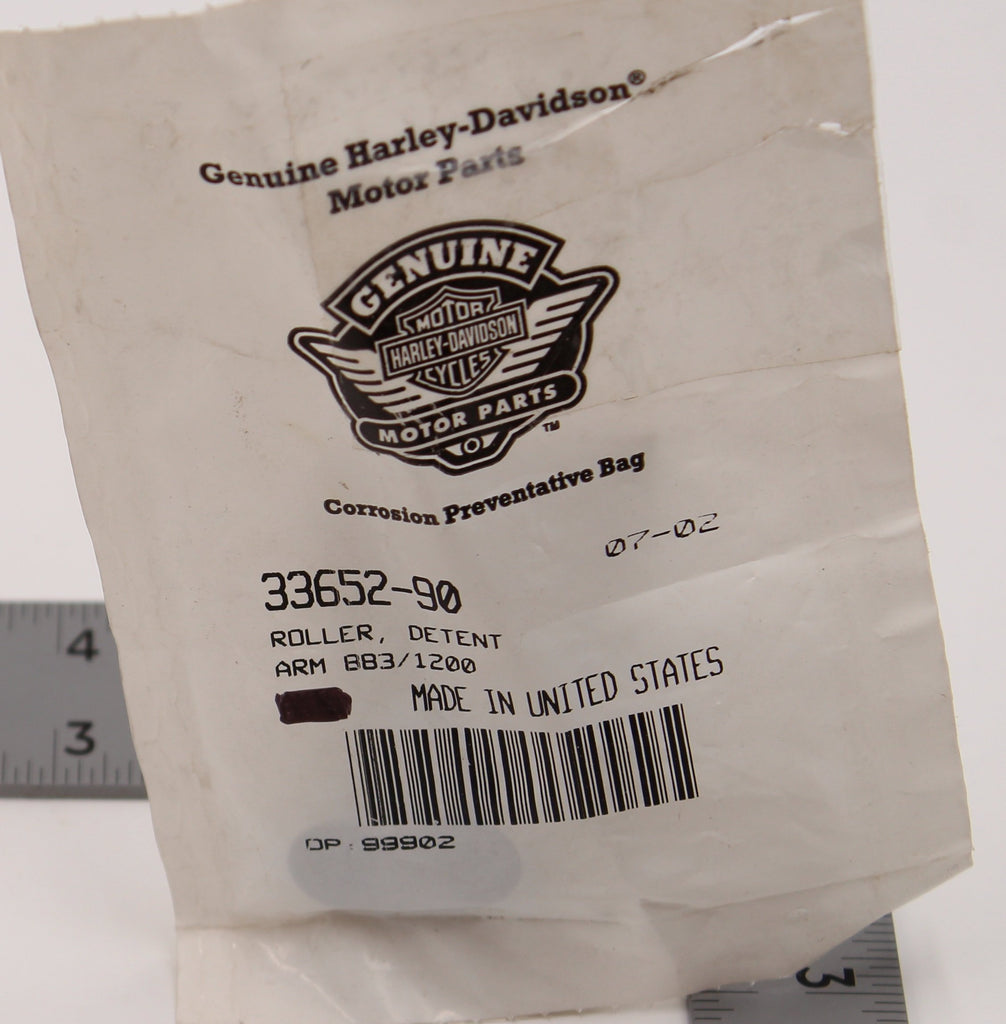 Genuine Harley-Davidson®
Motor Parts
GENUINE
MOTOR
HARLEY-DAVIDSON
CYCLES
MOTOR PARTS
TM
Corrosion Preventative Bag
07-02
33652-90
ROLLER, DETENT
ARM 883/1200
MADE IN UNITED STATES
DP: 99902
4
3
3